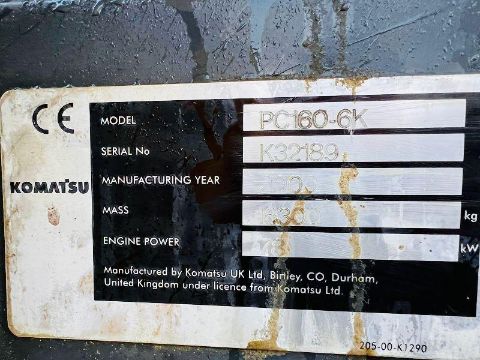 CE
KOMATSU
MODEL PC160-6K
SERIAL No K32189
MANUFACTURING YEAR
MASS kg
ENGINE POWER kW
Manufactured by Komatsu UK Ltd, Birtley, CO, Durham,
United Kingdom under licence from Komatsu Ltd.
205-00-K1290